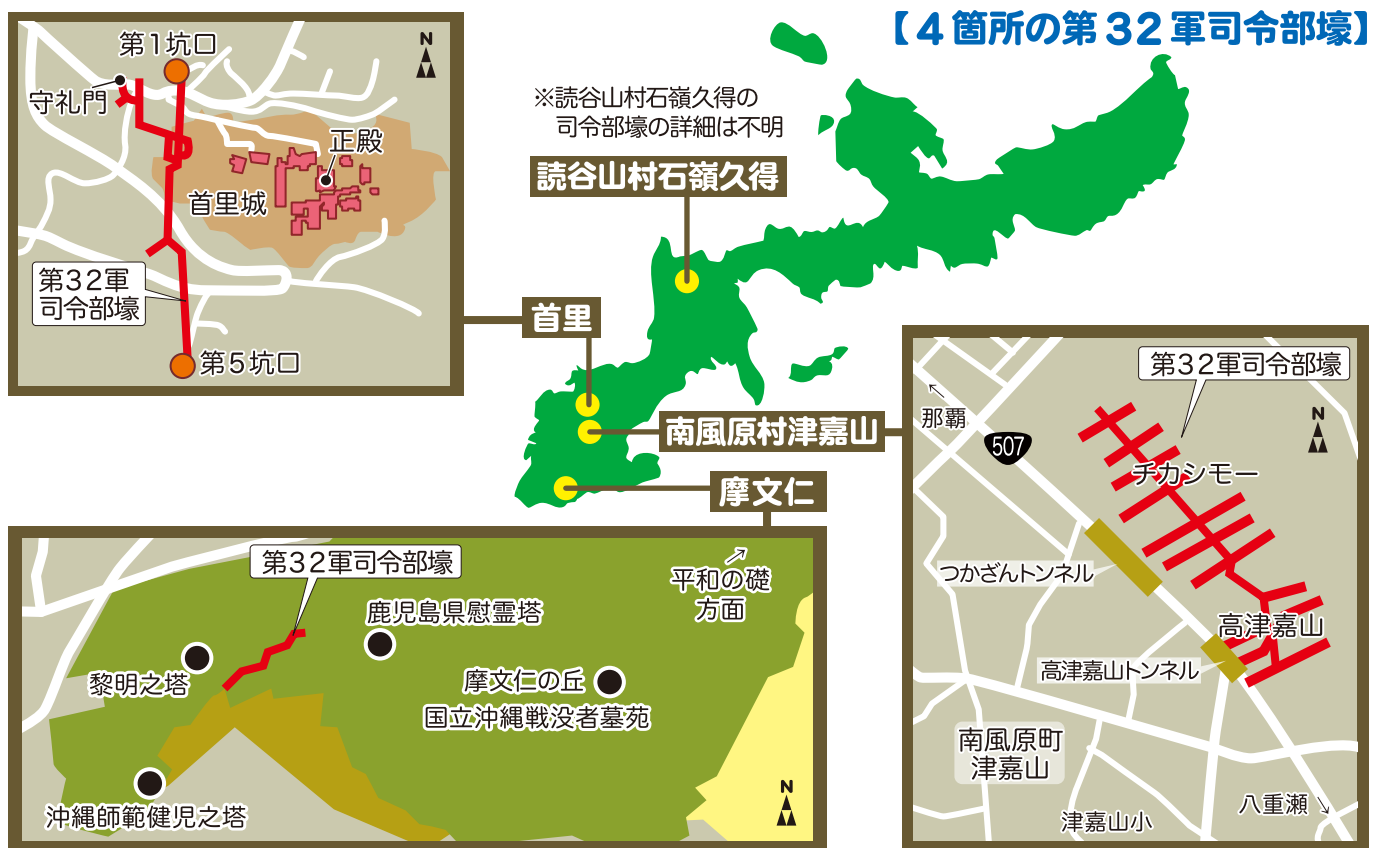 【4箇所の第32軍司令部壕】
※読谷山村石嶺久得の
司令部壕の詳細は不明
読谷山村石嶺久得
首里
南風原村津嘉山
摩文仁
第1坑口
N
守礼門
正殿
首里城
第32軍
司令部壕
第5坑口
第32軍司令部壕
↖
那覇
507
N
チカシモー
つかざんトンネル
高津嘉山
高津嘉山トンネル
南風原町
津嘉山
八重瀬↘
津嘉山小
第32軍司令部壕
↗
平和の礎
方面
鹿児島県慰霊塔
黎明之塔
摩文仁の丘
国立沖縄戦没者墓苑
沖縄師範健児之塔
N